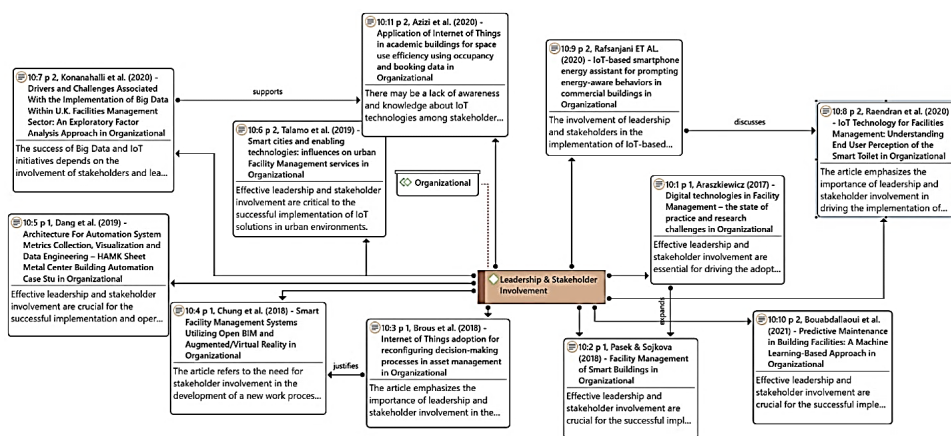 10:11 p 2, Azizi et al. (2020) -
Application of Internet of Things
in academic buildings for space
use efficiency using occupancy
and booking data in
Organizational
There may be a lack of awareness
and knowledge about IoT
technologies among stakeholder...
10:9 p 2, Rafsanjani ET AL.
(2020) - IoT-based smartphone
energy assistant for prompting
energy-aware behaviors in
commercial buildings in
Organizational
The involvement of leadership
and stakeholders in the
implementation of IoT-based...
10:7 p 2, Konanahalli et al. (2020) -
Drivers and Challenges Associated
With the Implementation of Big Data
Within U.K. Facilities Management
Sector: An Exploratory Factor
Analysis Approach in Organizational
The success of Big Data and IoT
initiatives depends on the
involvement of stakeholders and lea...
supports
10:6 p 2, Talamo et al. (2019) -
Smart cities and enabling
technologies: influences on urban
Facility Management services in
Organizational
Effective leadership and stakeholder
involvement are critical to the
successful implementation of IoT
solutions in urban environments.
discusses
10:8 p 2, Raendran et al. (2020)
- IoT Technology for Facilities
Management: Understanding
End User Perception of the
Smart Toilet in Organizational
The article emphasizes the
importance of leadership and
stakeholder involvement in
driving the implementation of...
Organizational
10:1 p 1, Araszkiewicz (2017) -
Digital technologies in Facility
Management – the state of
practice and research
challenges in Organizational
Effective leadership and
stakeholder involvement are
essential for driving the adopt...
10:5 p 1, Dang et al. (2019) -
Architecture For Automation System
Metrics Collection, Visualization and
Data Engineering – HAMK Sheet
Metal Center Building Automation
Case Stu in Organizational
Effective leadership and stakeholder
involvement are crucial for the
successful implementation and oper...
Leadership & Stakeholder
Involvement
expands
10:4 p 1, Chung et al. (2018) - Smart
Facility Management Systems
Utilizing Open BIM and
Augmented/Virtual Reality in
Organizational
The article refers to the need for
stakeholder involvement in the
development of a new work proces...
justifies
10:3 p 1, Brous et al. (2018) -
Internet of Things adoption for
reconfiguring decision-making
processes in asset management
in Organizational
The article emphasizes the
importance of leadership and
stakeholder involvement in the...
10:2 p 1, Pasek & Sojkova
(2018) - Facility Management
of Smart Buildings in
Organizational
Effective leadership and
stakeholder involvement are
crucial for the successful impl...
10:10 p 2, Bouabdallaoui et al.
(2021) - Predictive Maintenance
in Building Facilities: A Machine
Learning-Based Approach in
Organizational
Effective leadership and
stakeholder involvement are
crucial for the successful imple...